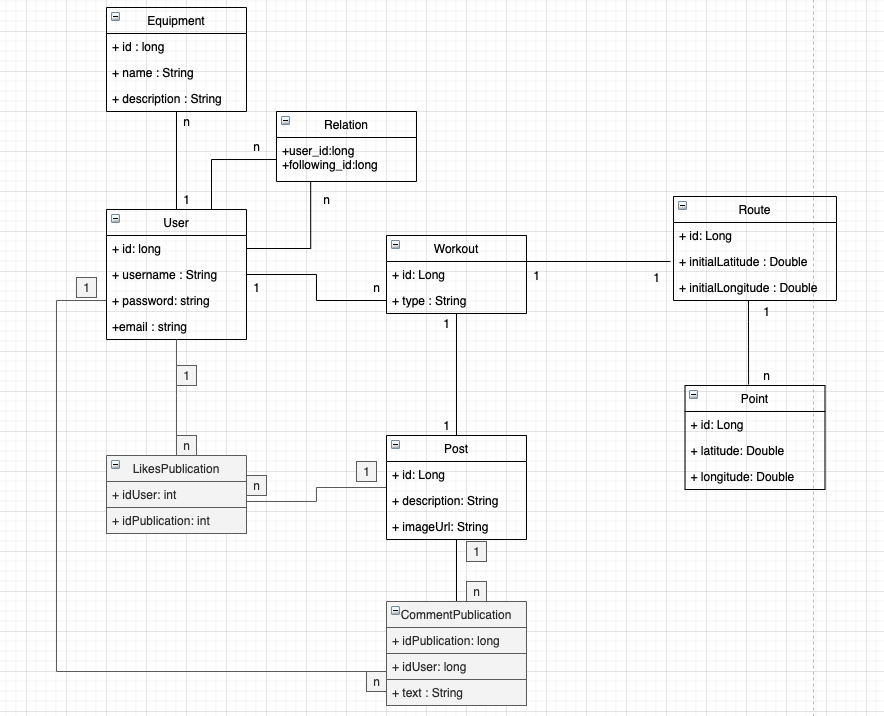 Equipment
+ id : long
+ name : String
+ description : String
n
1
Relation
+user_id:long
+following_id:long
n
n
User
+ id: long
+ username : String
+ password: string
+email : string
1
1
n
Workout
+ id: Long
+ type : String
1
1
Route
+ id: Long
+ initialLatitude : Double
+ initialLongitude : Double
1
n
Point
+ id: Long
+ latitude: Double
+ longitude: Double
1
1
1
n
LikesPublication
+ idUser: int
+ idPublication: int
n
1
Post
+ id: Long
+ description: String
+ imageUrl: String
1
n
CommentPublication
+ idPublication: long
+ idUser: long
+ text : String
n